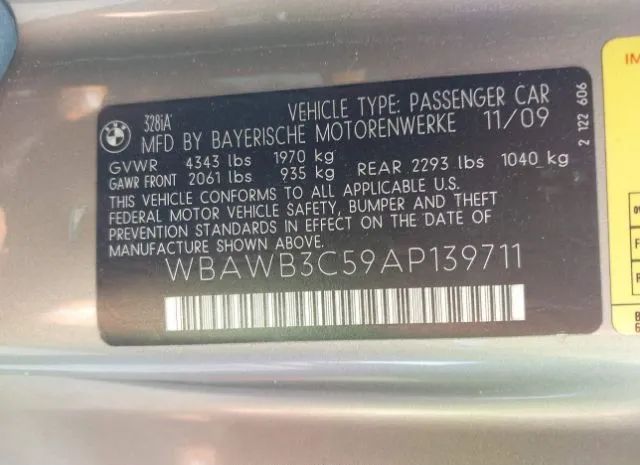 BMW
328iA
VEHICLE TYPE: PASSENGER CAR
MFD BY BAYERISCHE MOTORENWERKE 11/09
GVWR 4343 lbs 1970 kg
GAWR FRONT 2061 lbs 935 kg REAR 2293 lbs 1040 kg
THIS VEHICLE CONFORMS TO ALL APPLICABLE U.S.
FEDERAL MOTOR VEHICLE SAFETY, BUMPER AND THEFT
PREVENTION STANDARDS IN EFFECT ON THE DATE OF
MANUFACTURE SHOWN ABOVE.
WBAWB3C59AP139711
2 122 606